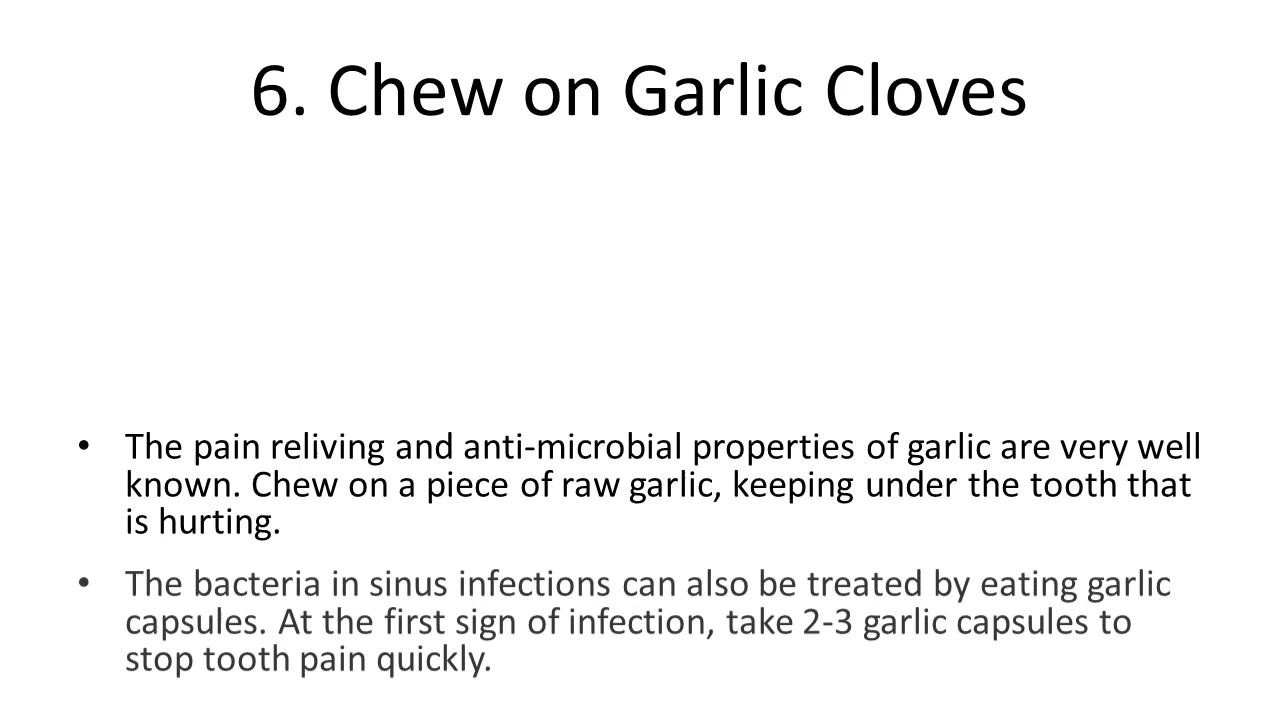 6. Chew on Garlic Cloves
• The pain reliving and anti-microbial properties of garlic are very well
known. Chew on a piece of raw garlic, keeping under the tooth that
is hurting.
• The bacteria in sinus infections can also be treated by eating garlic
capsules. At the first sign of infection, take 2-3 garlic capsules to
stop tooth pain quickly.